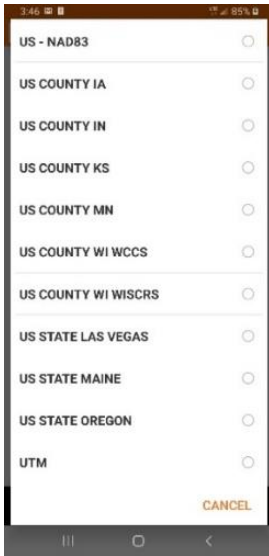 3:46 85%
US - NAD83
US COUNTY IA
US COUNTY IN
US COUNTY KS
US COUNTY MN
US COUNTY WI WCCS
US COUNTY WI WISCRS
US STATE LAS VEGAS
US STATE MAINE
US STATE OREGON
UTM
CANCEL